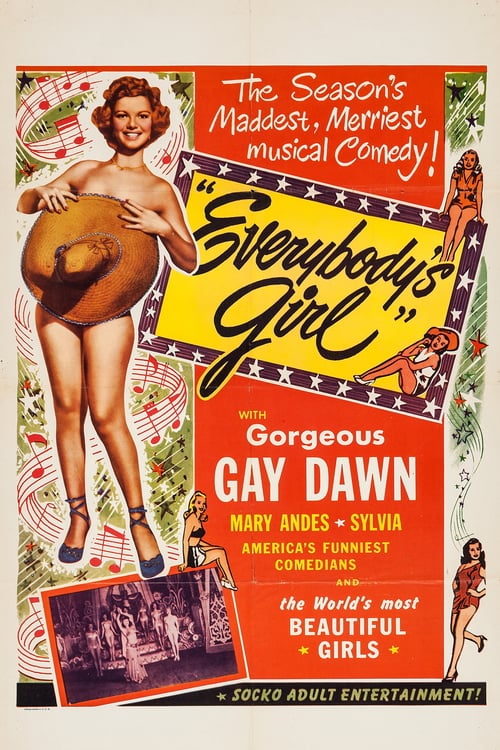 The Season's
Maddest, Merriest
musical Comedy!
"Everybody's
girl"
WITH
Gorgeous
GAY DAWN
MARY ANDES ★ SYLVIA
AMERICA'S FUNNIEST
COMEDIANS
AND
the World's most
BEAUTIFUL
★ GIRLS ★
★ SOCKO ADULT ENTERTAINMENT!